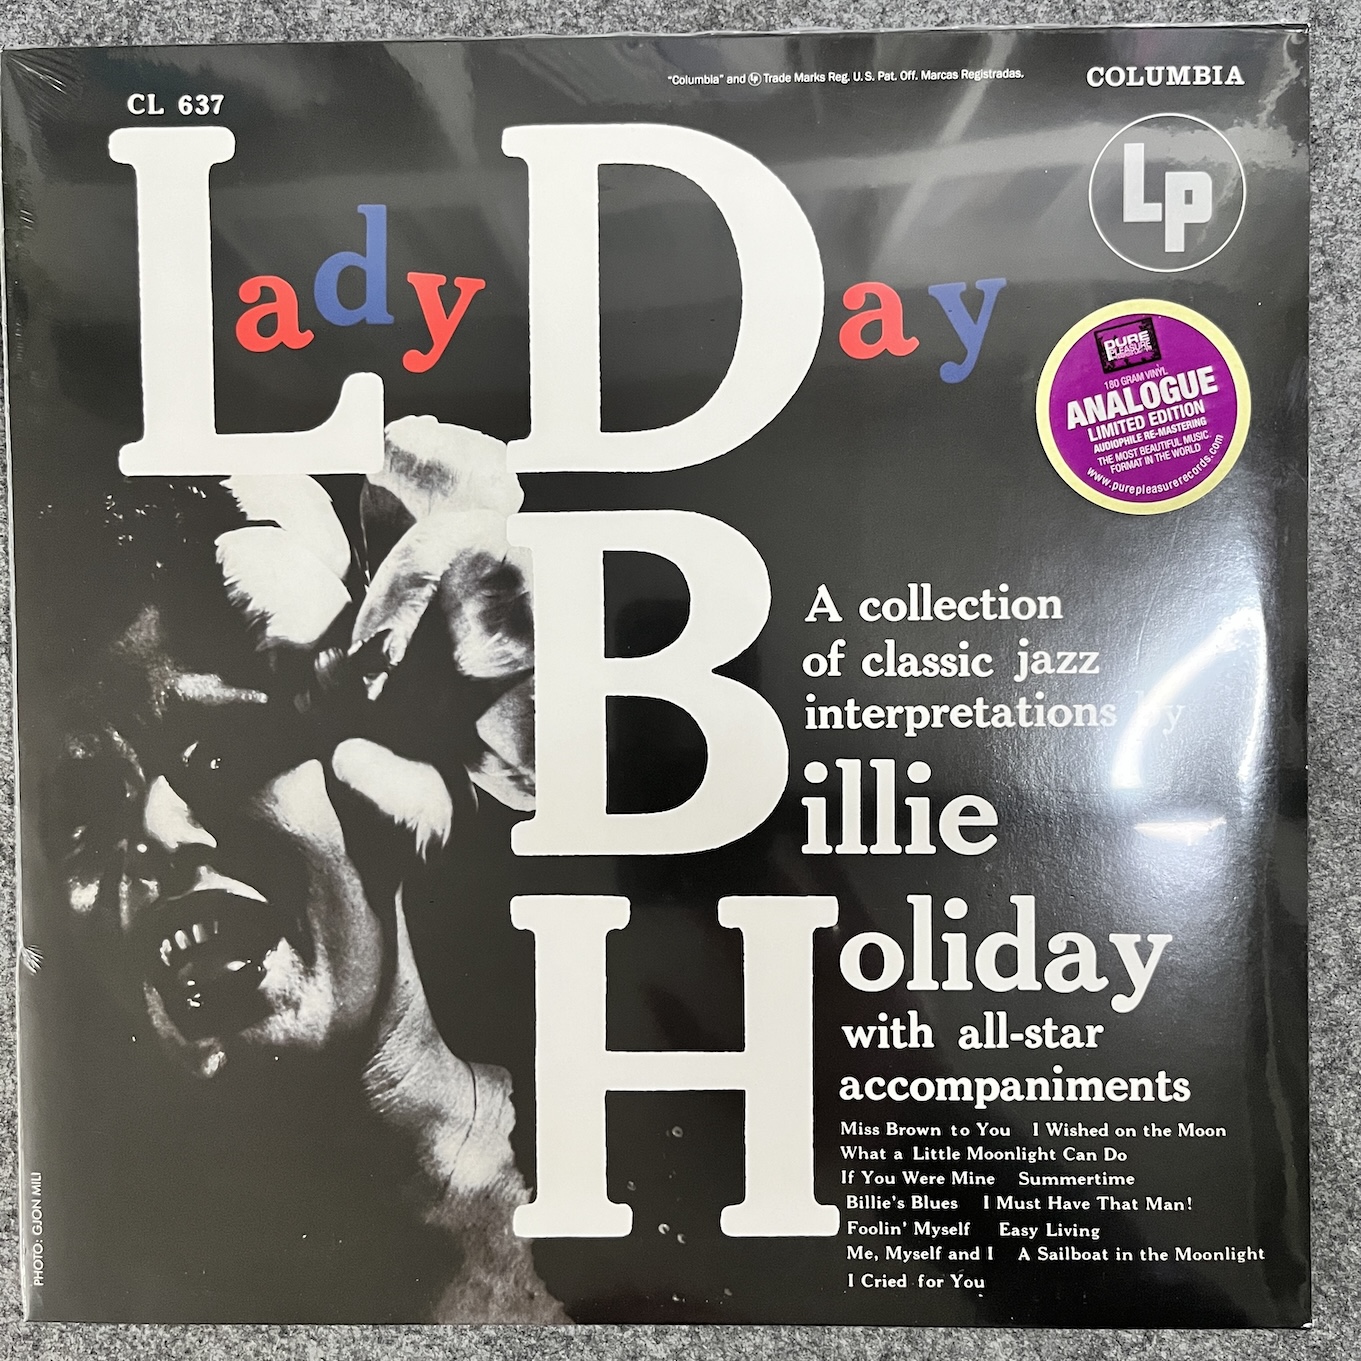 "Columbia" and Lp Trade Marks Reg. U. S. Pat. Off. Marcas Registradas.
COLUMBIA
CL 637
Lp
Lady Day
PURE
PLEASURE
180 GRAM VINYL
ANALOGUE
LIMITED EDITION
AUDIOPHILE RE-MASTERING
THE MOST BEAUTIFUL MUSIC
FORMAT IN THE WORLD
www.purepleasurerecords.com
A collection
of classic jazz
interpretations by
Billie
Holiday
with all-star
accompaniments
Miss Brown to You I Wished on the Moon
What a Little Moonlight Can Do
If You Were Mine Summertime
Billie's Blues I Must Have That Man!
Foolin' Myself Easy Living
Me, Myself and I A Sailboat in the Moonlight
I Cried for You
PHOTO: GJON MILI